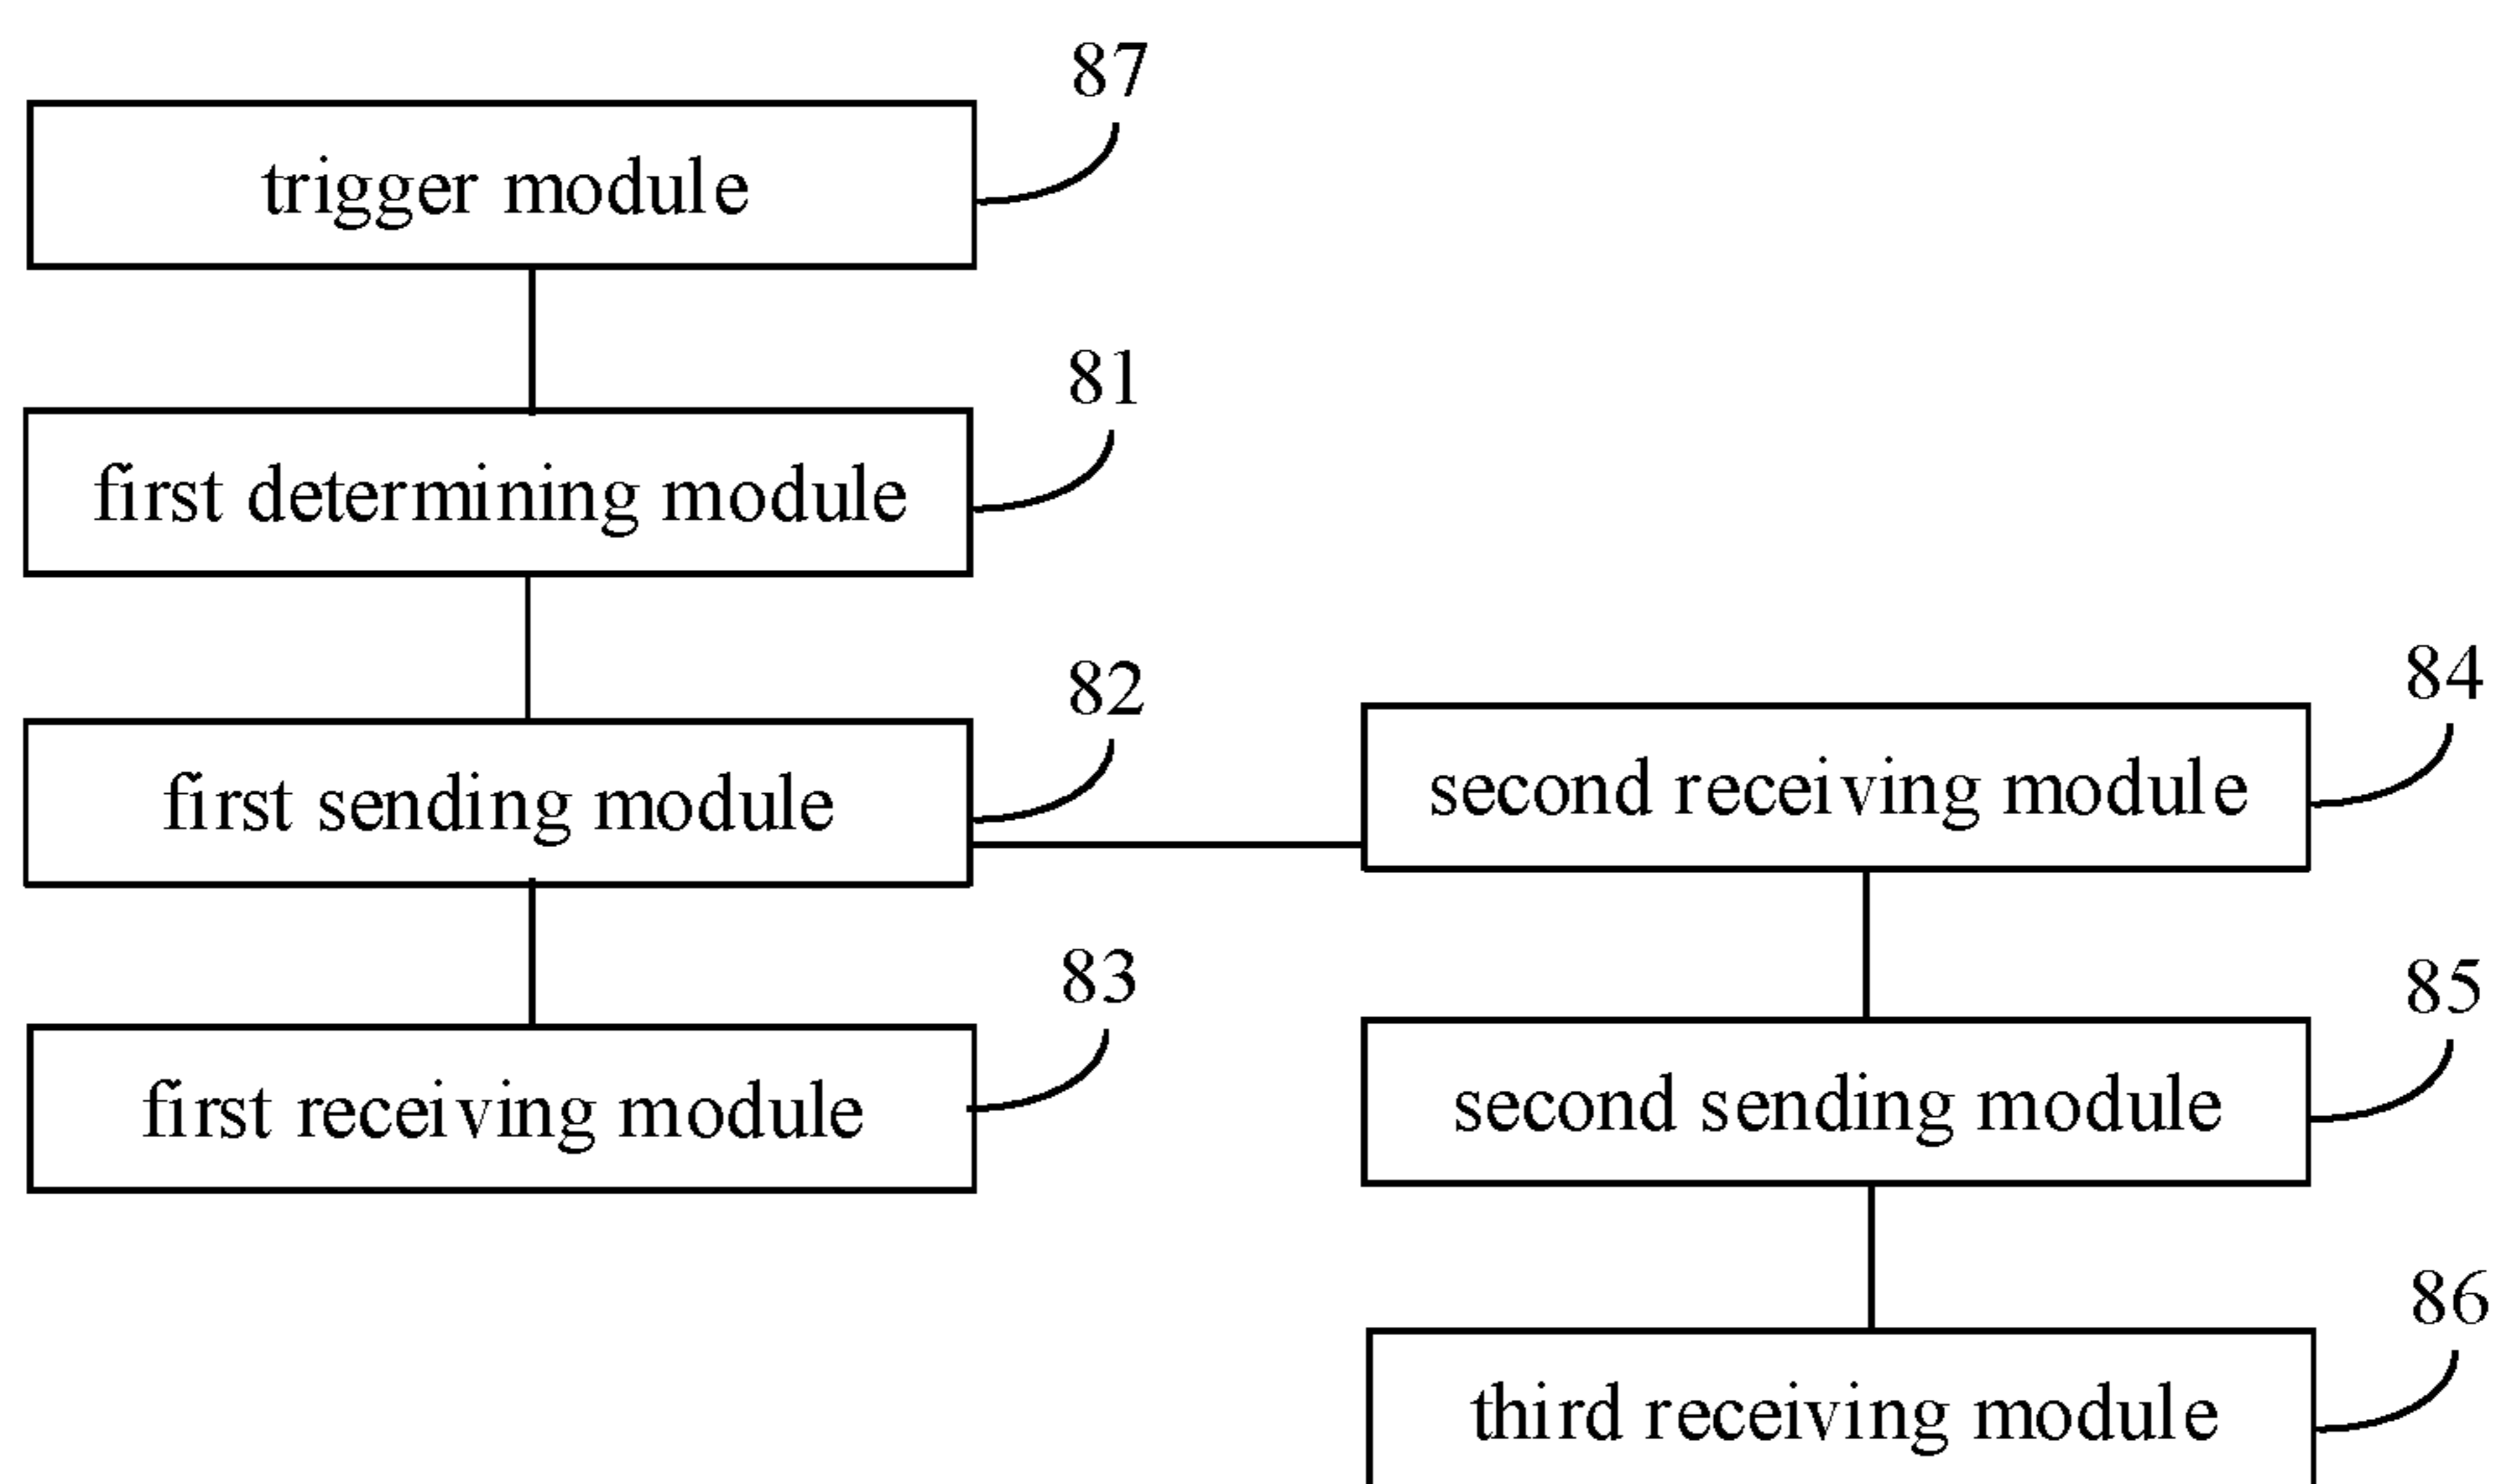 87
trigger module
81
first determining module
82
first sending module
84
second receiving module
83
first receiving module
85
second sending module
86
third receiving module